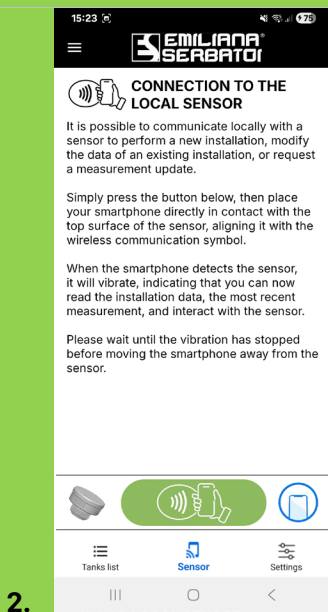 15:23
75
EMILIANA®
SERBATOI
CONNECTION TO THE
LOCAL SENSOR
It is possible to communicate locally with a
sensor to perform a new installation, modify
the data of an existing installation, or request
a measurement update.
Simply press the button below, then place
your smartphone directly in contact with the
top surface of the sensor, aligning it with the
wireless communication symbol.
When the smartphone detects the sensor,
it will vibrate, indicating that you can now
read the installation data, the most recent
measurement, and interact with the sensor.
Please wait until the vibration has stopped
before moving the smartphone away from the
sensor.
Tanks list
Sensor
Settings
2.